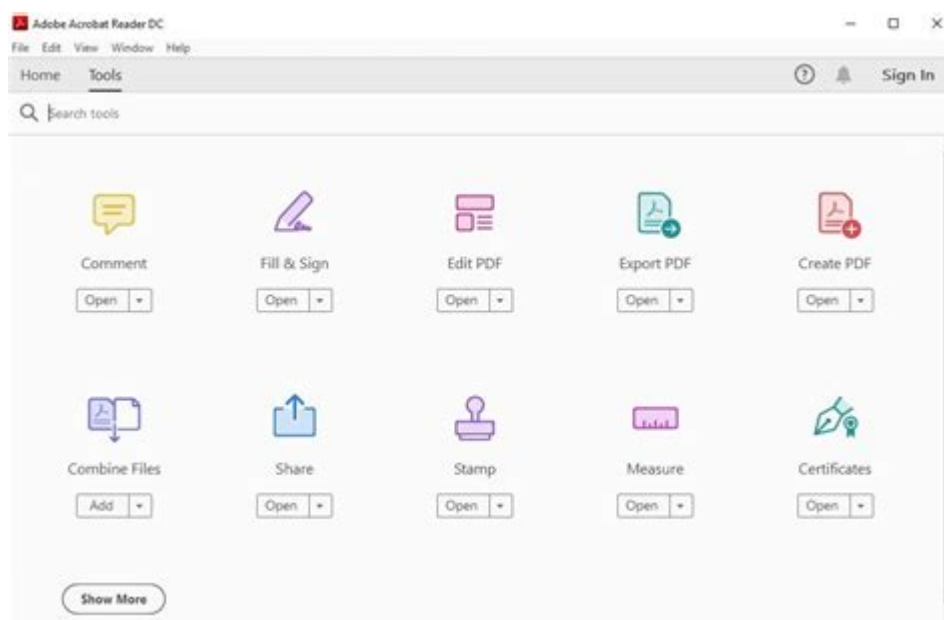 Adobe Acrobat Reader DC
File Edit View Window Help
Home Tools Sign In
Search tools
Comment Fill & Sign Edit PDF Export PDF Create PDF
Open Open Open Open Open
Combine Files Share Stamp Measure Certificates
Add Open Open Open Open
Show More